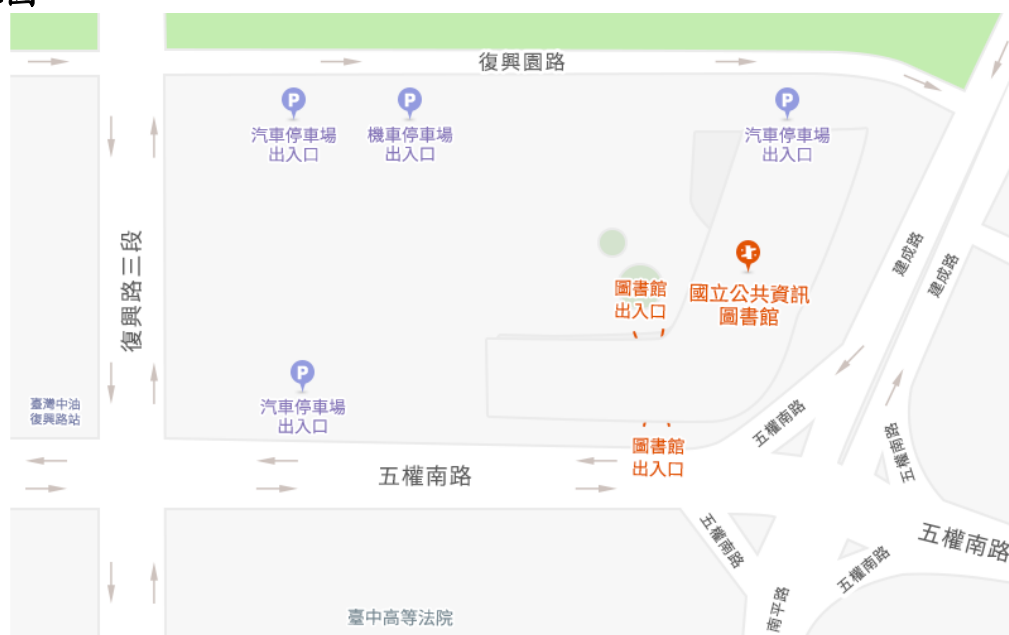 復興園路
P
P
P
汽車停車場
出入口
機車停車場
出入口
汽車停車場
出入口
復興路三段
建成路
建成路
圖書館
出入口
國立公共資訊
圖書館
P
汽車停車場
出入口
臺灣中油
復興路站
五權南路
五權南路
圖書館
出入口
五權南路
五權南路
五權南路
五權南路
南平路
臺中高等法院